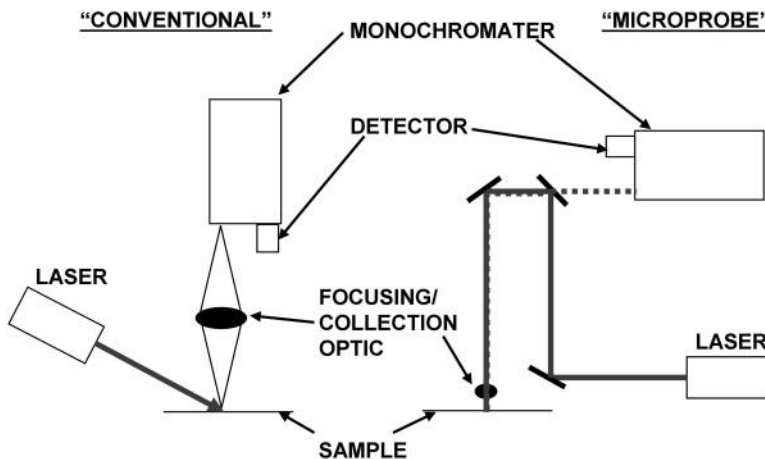 “CONVENTIONAL”
“MICROPROBE”
MONOCHROMATER
DETECTOR
LASER
FOCUSING/
COLLECTION
OPTIC
LASER
SAMPLE